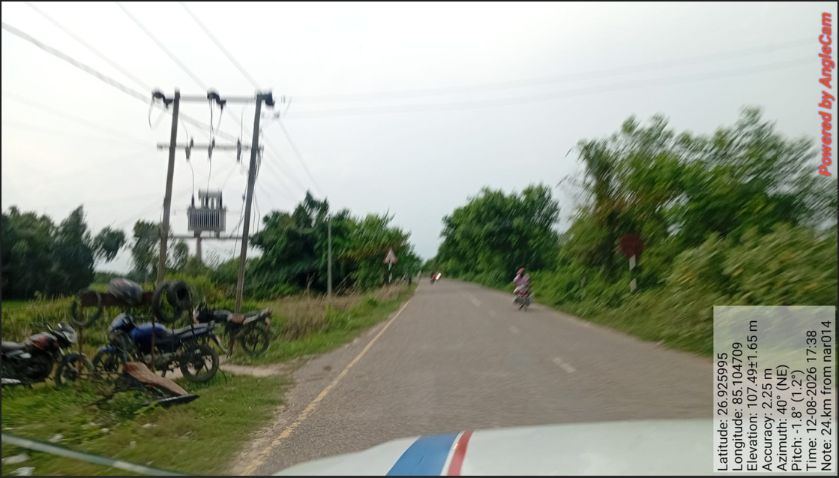 Powered by AngleCam
Latitude: 26.925995
Longitude: 85.104709
Elevation: 107.49±1.65 m
Accuracy: 2.25 m
Azimuth: 40° (NE)
Pitch: -1.8° (1.2°)
Time: 12-08-2026 17:38
Note: 24.km from nar014